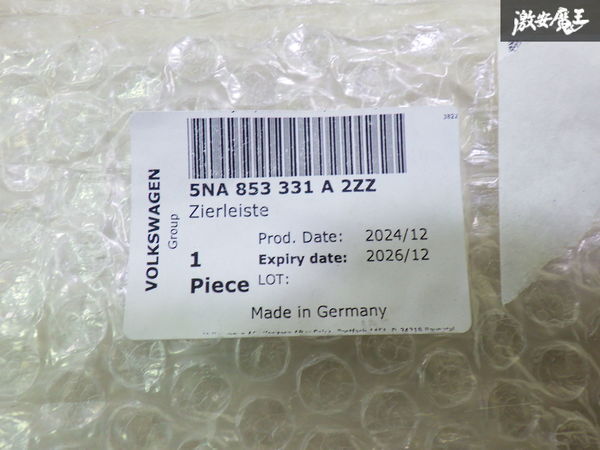 激安魔王
3822
VOLKSWAGEN
Group
5NA 853 331 A 2ZZ
Zierleiste
1
Piece
Prod. Date: 2024/12
Expiry date: 2026/12
LOT:
Made in Germany